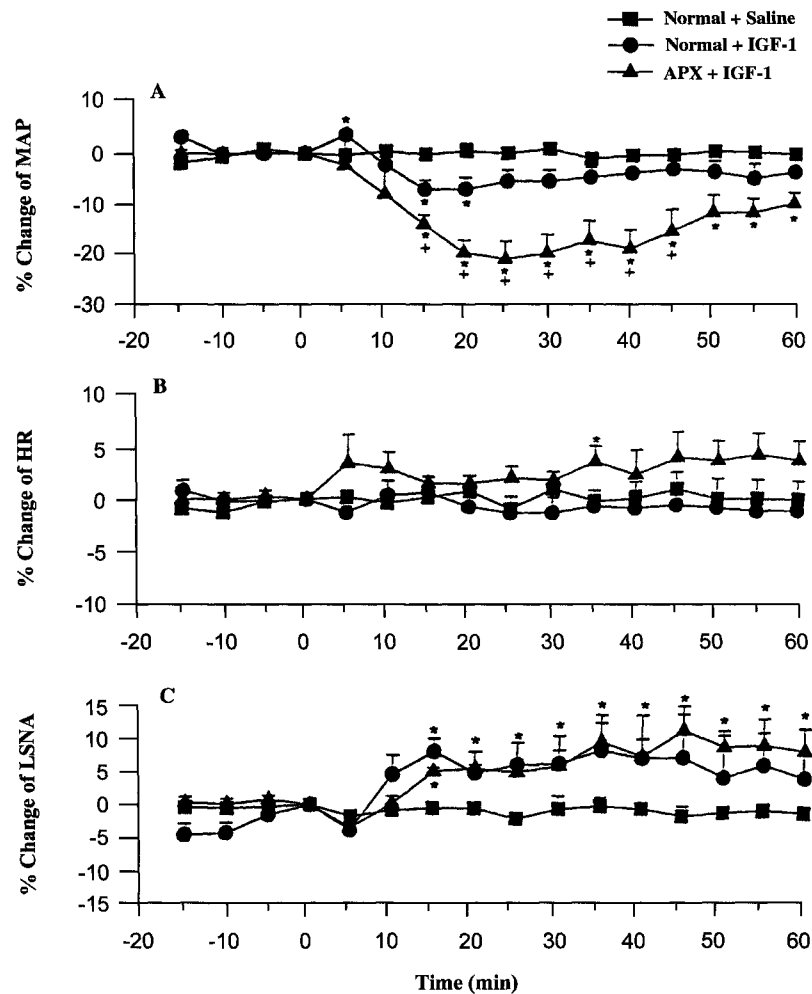 Normal + Saline
Normal + IGF-1
APX + IGF-1
A
% Change of MAP
10
0
-10
-20
-30
-20 -10 0 10 20 30 40 50 60
* * * * * * * * * * * * *
+ + + + + + +
B
% Change of HR
10
5
0
-5
-10
-20 -10 0 10 20 30 40 50 60
*
C
% Change of LSNA
15
10
5
0
-5
-10
-15
* * * * * * * * * * *
-20 -10 0 10 20 30 40 50 60
Time (min)